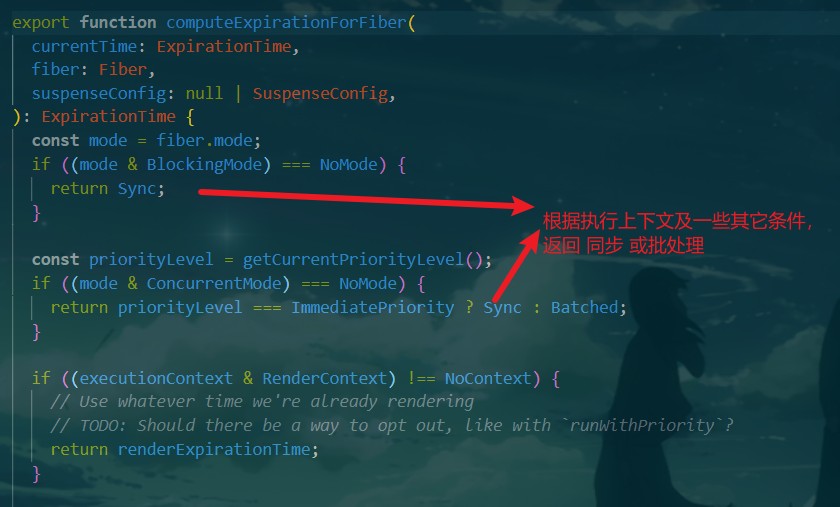 export function computeExpirationForFiber(
currentTime: ExpirationTime,
fiber: Fiber,
suspenseConfig: null | SuspenseConfig,
): ExpirationTime {
const mode = fiber.mode;
if ((mode & BlockingMode) === NoMode) {
return Sync;
}
根据执行上下文及一些其它条件，
返回 同步 或批处理
const priorityLevel = getCurrentPriorityLevel();
if ((mode & ConcurrentMode) === NoMode) {
return priorityLevel === ImmediatePriority ? Sync : Batched;
}
if ((executionContext & RenderContext) !== NoContext) {
// Use whatever time we're already rendering
// TODO: Should there be a way to opt out, like with `runWithPriority`?
return renderExpirationTime;
}